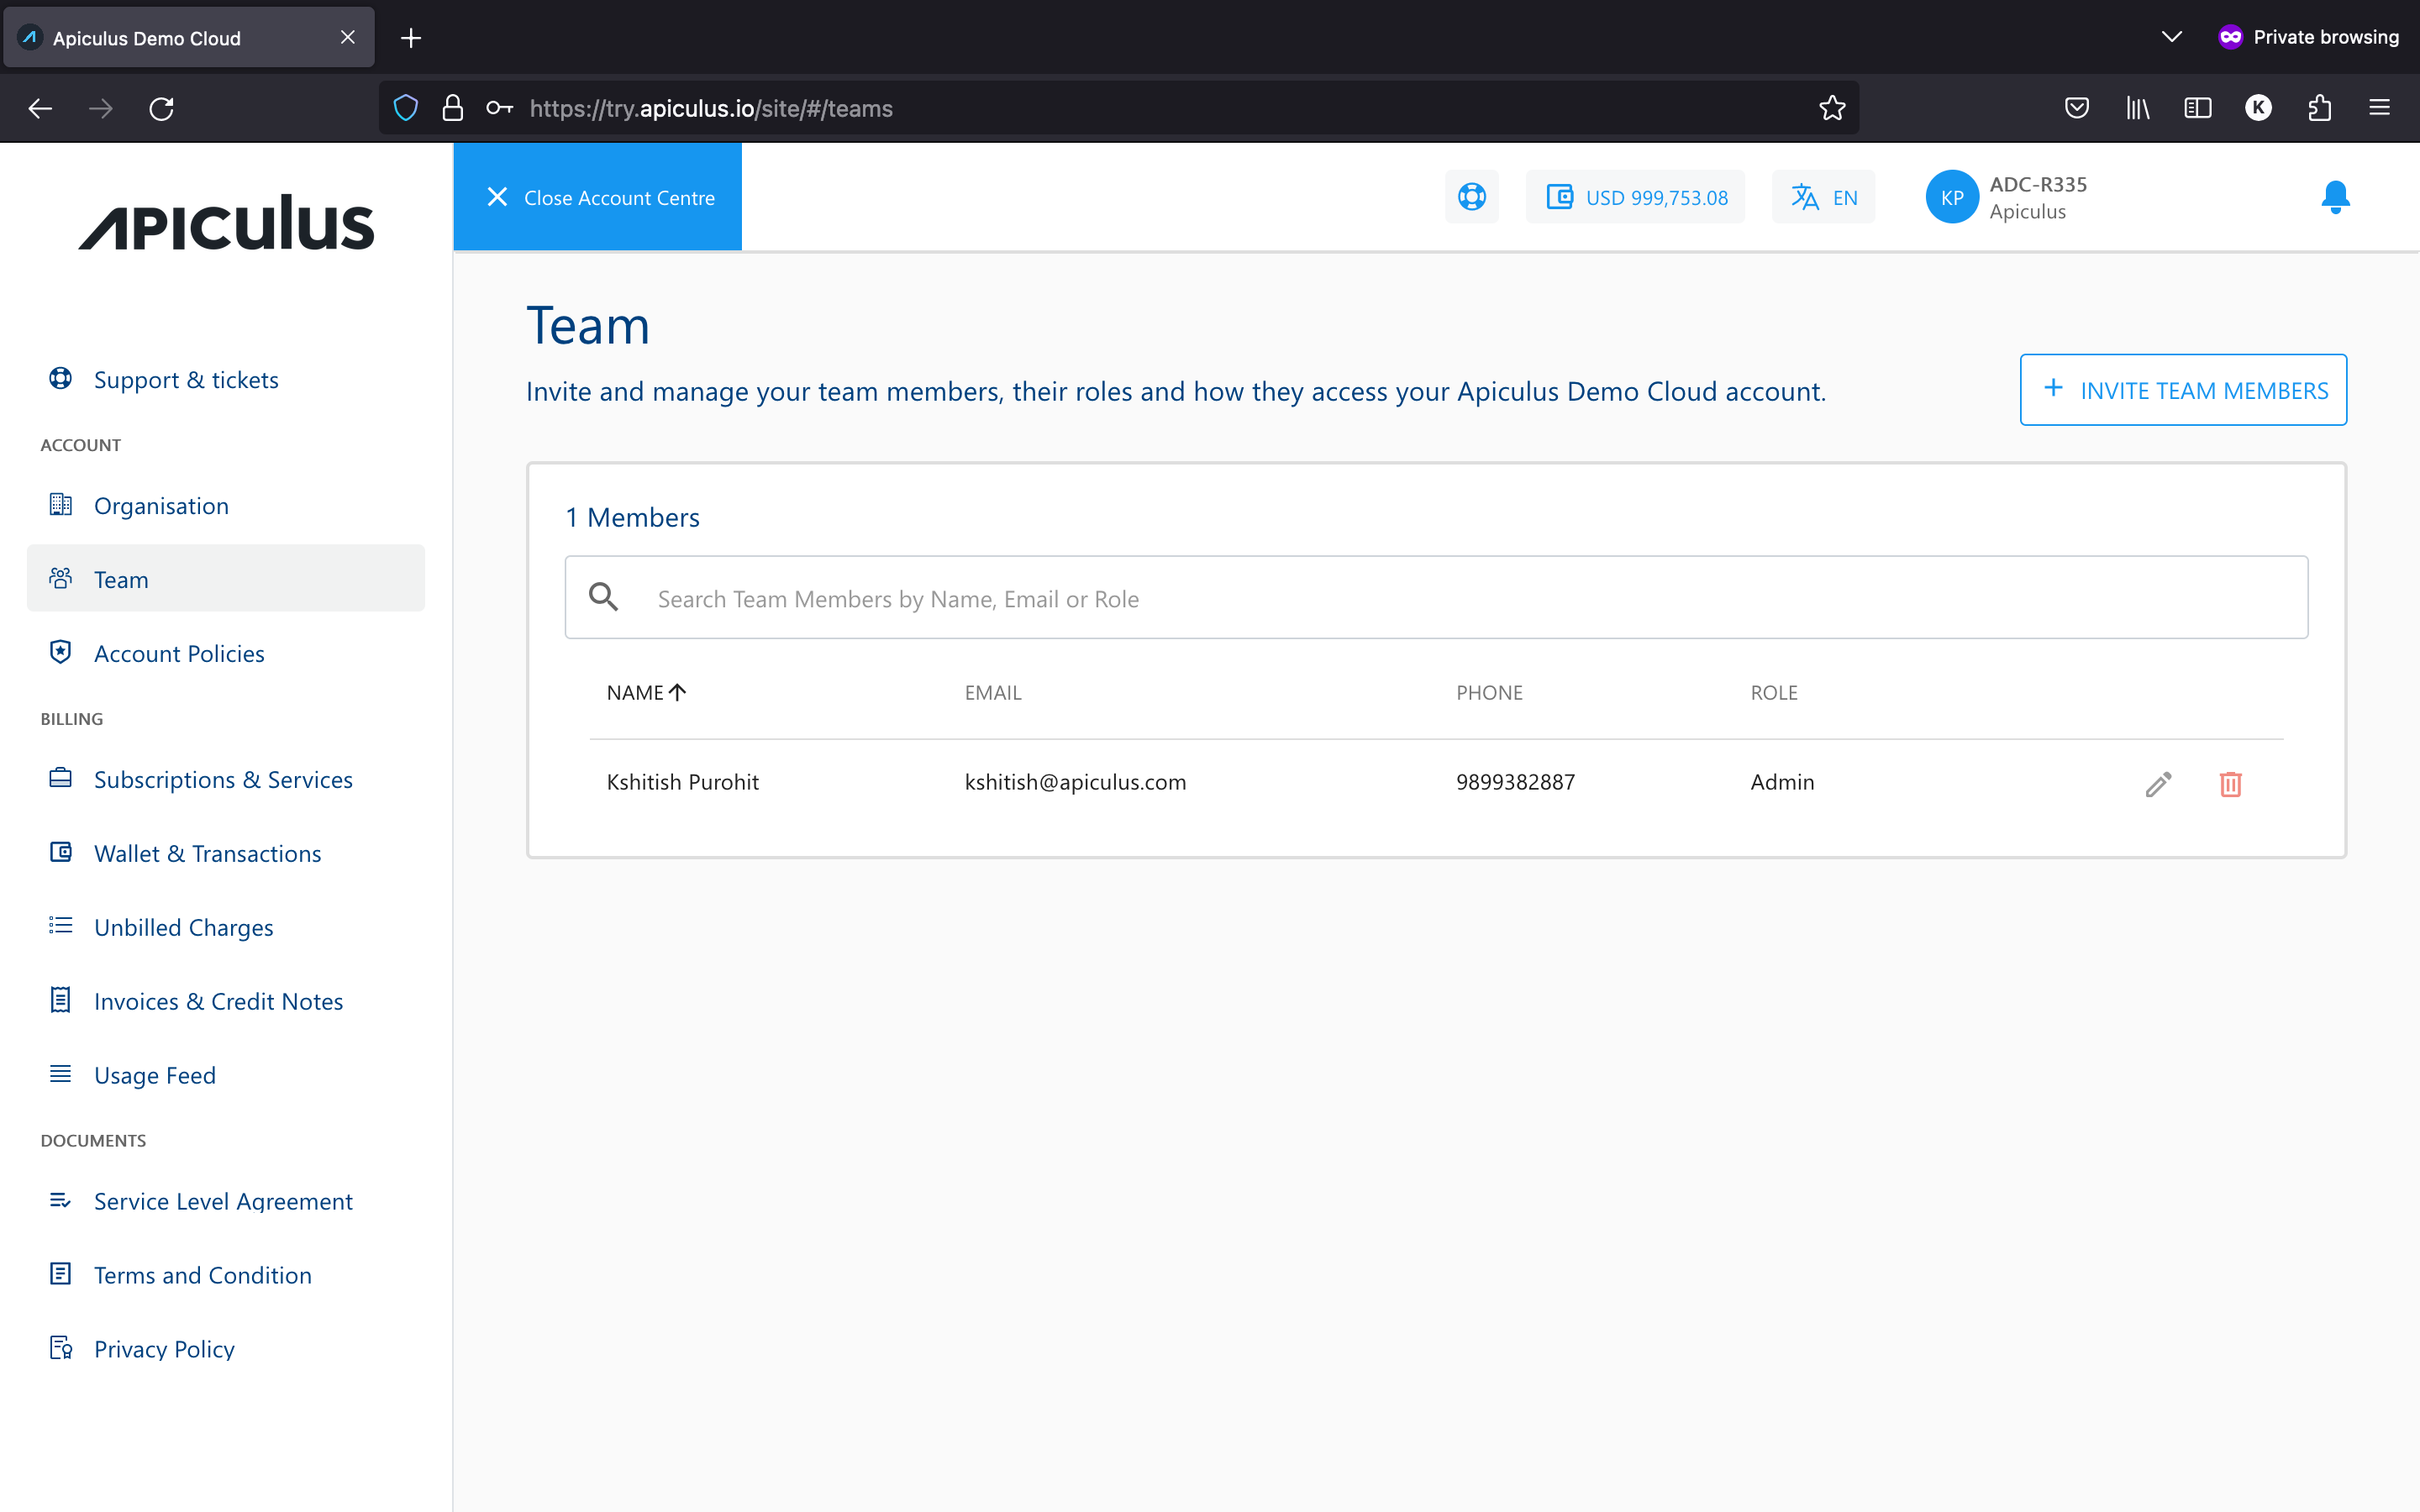 Apiculus Demo Cloud
Private browsing
https://try.apiculus.io/site/#/teams
K
APICULUS
Close Account Centre
USD 999,753.08
EN
KP
ADC-R335
Apiculus
Support & tickets
ACCOUNT
Organisation
Team
Account Policies
BILLING
Subscriptions & Services
Wallet & Transactions
Unbilled Charges
Invoices & Credit Notes
Usage Feed
DOCUMENTS
Service Level Agreement
Terms and Condition
Privacy Policy
Team
Invite and manage your team members, their roles and how they access your Apiculus Demo Cloud account.
+ INVITE TEAM MEMBERS
1 Members
Search Team Members by Name, Email or Role
NAME EMAIL PHONE ROLE
Kshitish Purohit kshitish@apiculus.com 9899382887 Admin